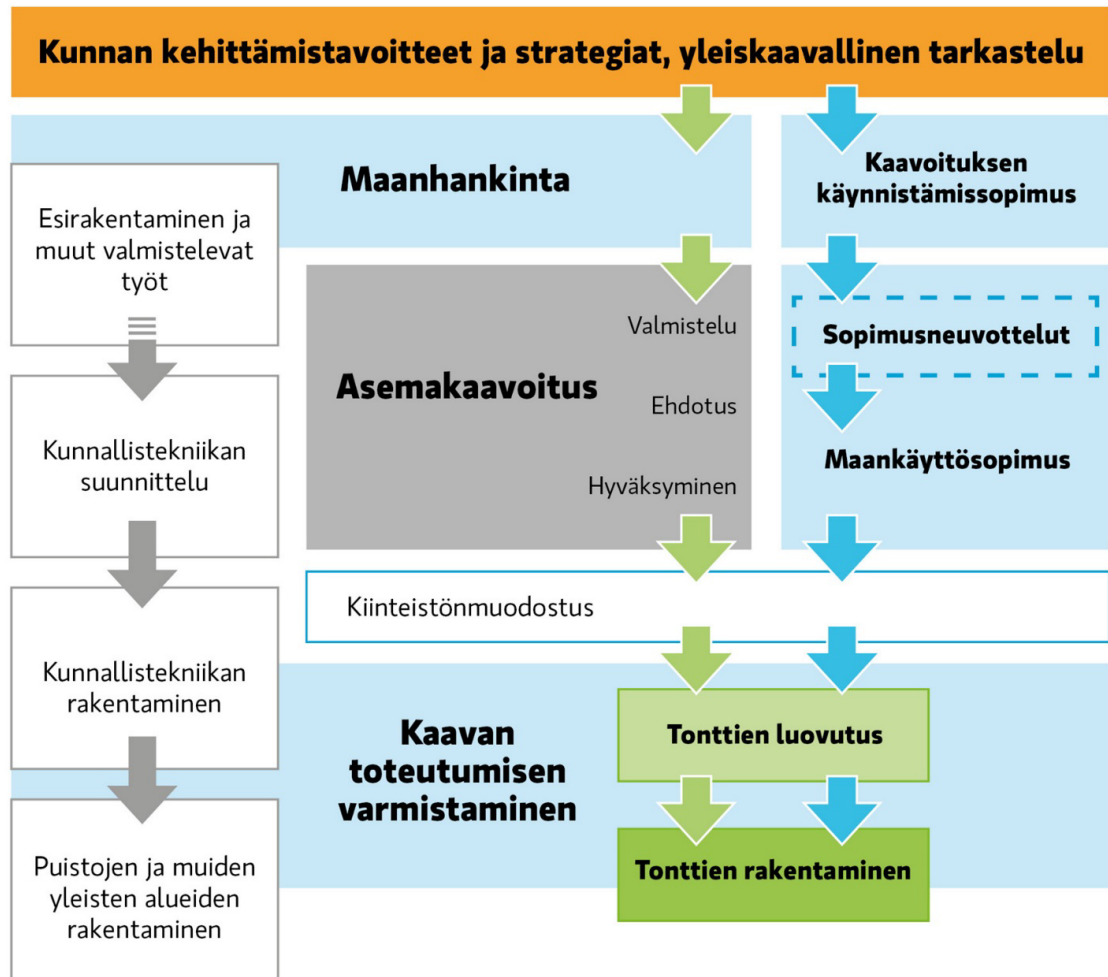 Kunnan kehittämistavoitteet ja strategiat, yleiskaavallinen tarkastelu
Maanhankinta
Kaavoituksen
käynnistämissopimus
Esirakentaminen ja
muut valmistelevat
työt
Asemakaavoitus
Valmistelu
Ehdotus
Hyväksyminen
Sopimusneuvottelut
Maankäyttösopimus
Kunnallistekniikan
suunnittelu
Kiinteistönmuodostus
Kunnallistekniikan
rakentaminen
Kaavan
toteutumisen
varmistaminen
Tonttien luovutus
Tonttien rakentaminen
Puistojen ja muiden
yleisten alueiden
rakentaminen